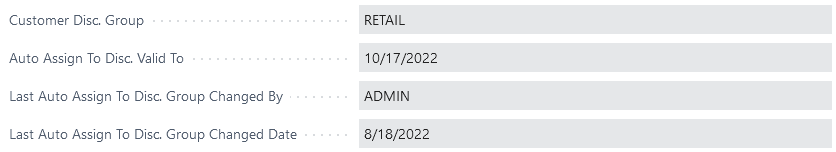 Customer Disc. Group RETAIL
Auto Assign To Disc. Valid To 10/17/2022
Last Auto Assign To Disc. Group Changed By ADMIN
Last Auto Assign To Disc. Group Changed Date 8/18/2022